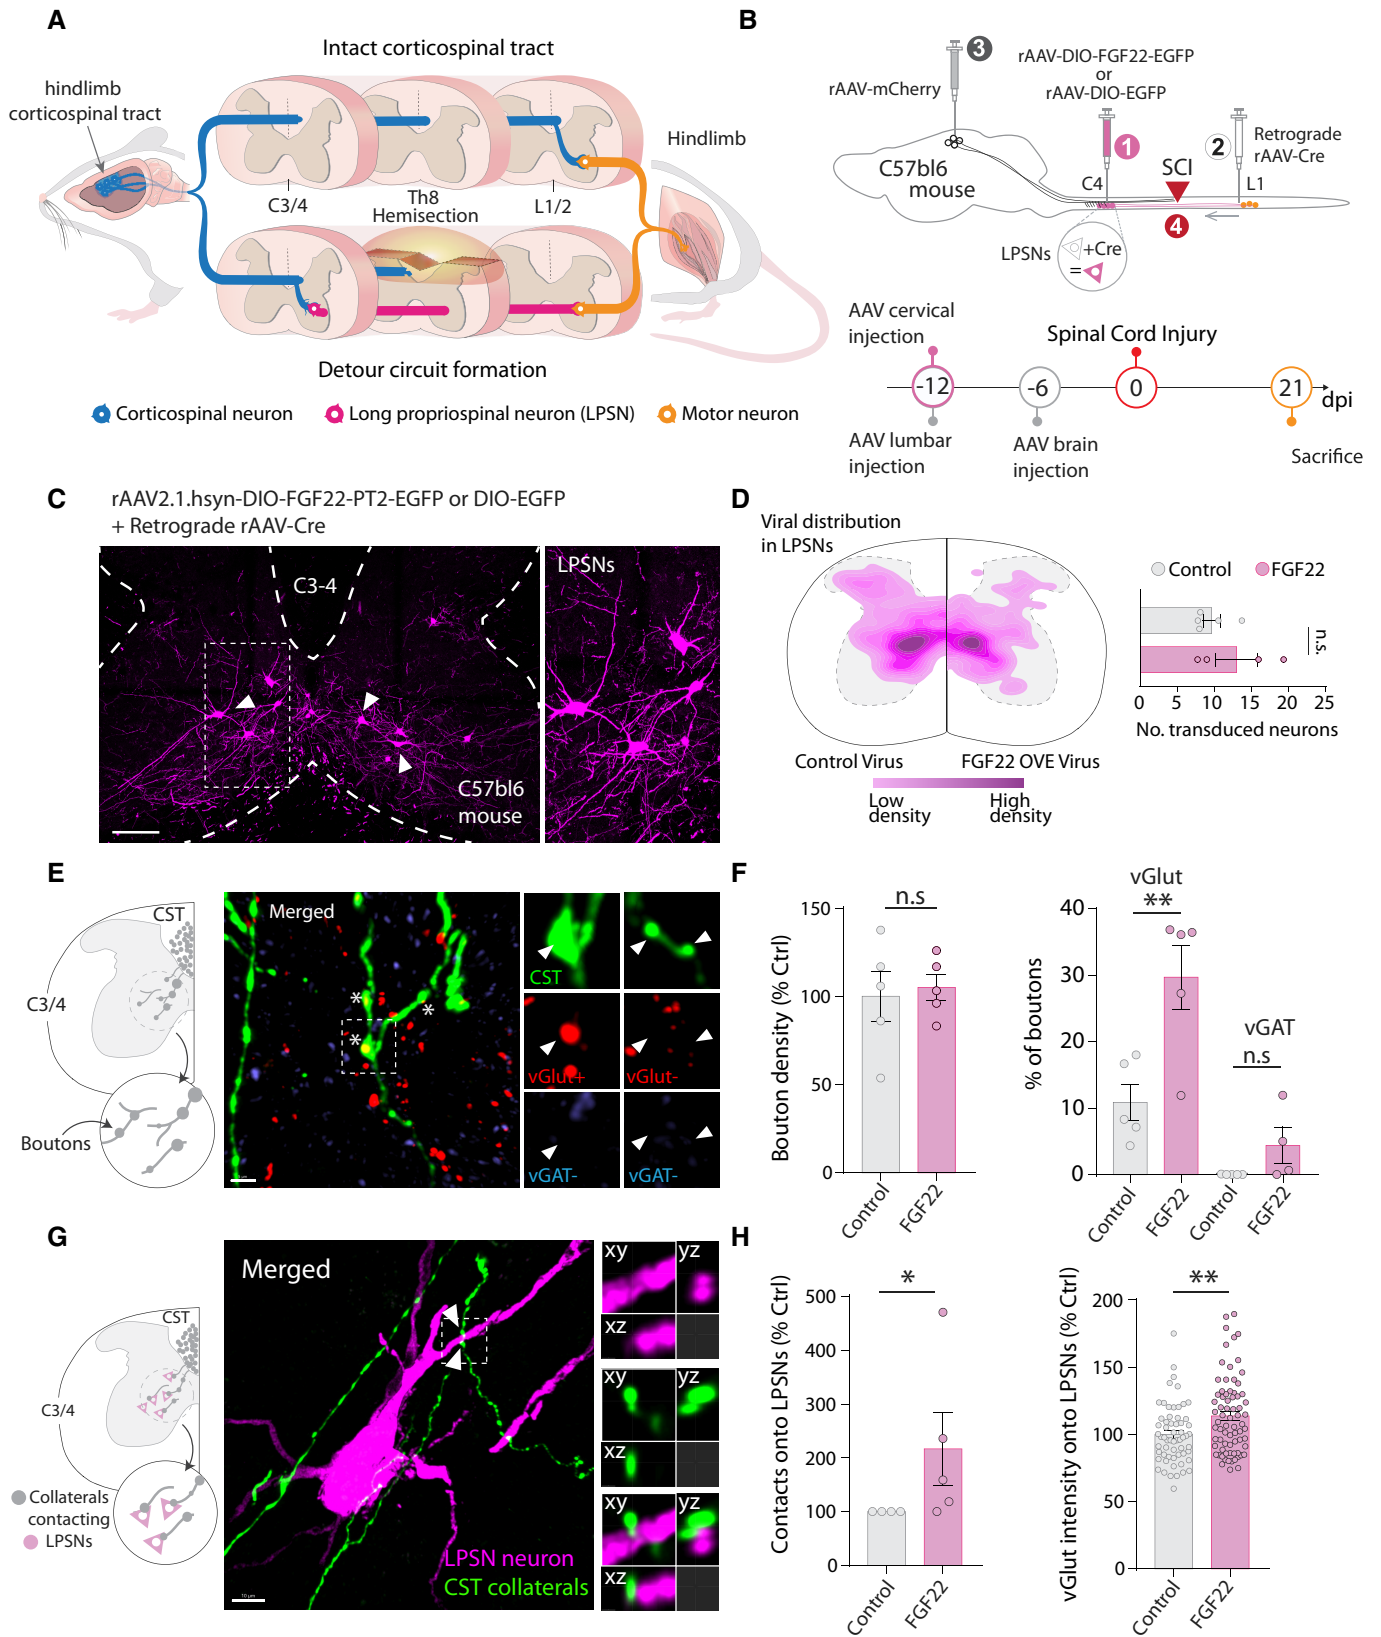 A
Intact corticospinal tract
hindlimb
corticospinal tract
Hindlimb
C3/4
Th8
Hemisection
L1/2
Detour circuit formation
Corticospinal neuron
Long propriospinal neuron (LPSN)
Motor neuron
B
3
rAAV-mCherry
rAAV-DIO-FGF22-EGFP
or
rAAV-DIO-EGFP
1
2
Retrograde
rAAV-Cre
C57bl6
mouse
C4
SCI
L1
4
LPSNs
+Cre
=
AAV cervical
injection
Spinal Cord Injury
-12
-6
0
21
dpi
AAV lumbar
injection
AAV brain
injection
Sacrifice
C
rAAV2.1.hsyn-DIO-FGF22-PT2-EGFP or DIO-EGFP
+ Retrograde rAAV-Cre
C3-4
LPSNs
C57bl6
mouse
D
Viral distribution
in LPSNs
Control Virus
FGF22 OVE Virus
Low
density
High
density
Control
FGF22
n.s.
0 5 10 15 20 25
No. transduced neurons
E
CST
C3/4
Boutons
Merged
*
*
*
CST
vGlut+
vGlut-
vGAT-
vGAT-
F
Bouton density (% Ctrl)
150
100
50
0
n.s
Control
FGF22
% of boutons
40
30
20
10
0
vGlut
**
vGAT
n.s
Control
FGF22
Control
FGF22
G
CST
C3/4
Collaterals
contacting
LPSNs
Merged
LPSN neuron
CST collaterals
10 µm
xy
yz
xz
xy
yz
xz
xy
yz
xz
H
Contacts onto LPSNs (% Ctrl)
500
400
300
200
100
0
*
Control
FGF22
vGlut intensity onto LPSNs (% Ctrl)
200
150
100
50
0
**
Control
FGF22